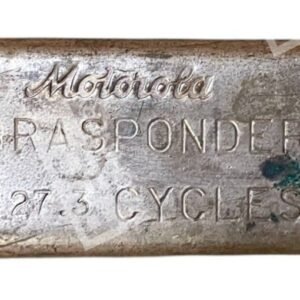 Motorola
RASPONDER
27.3 CYCLES